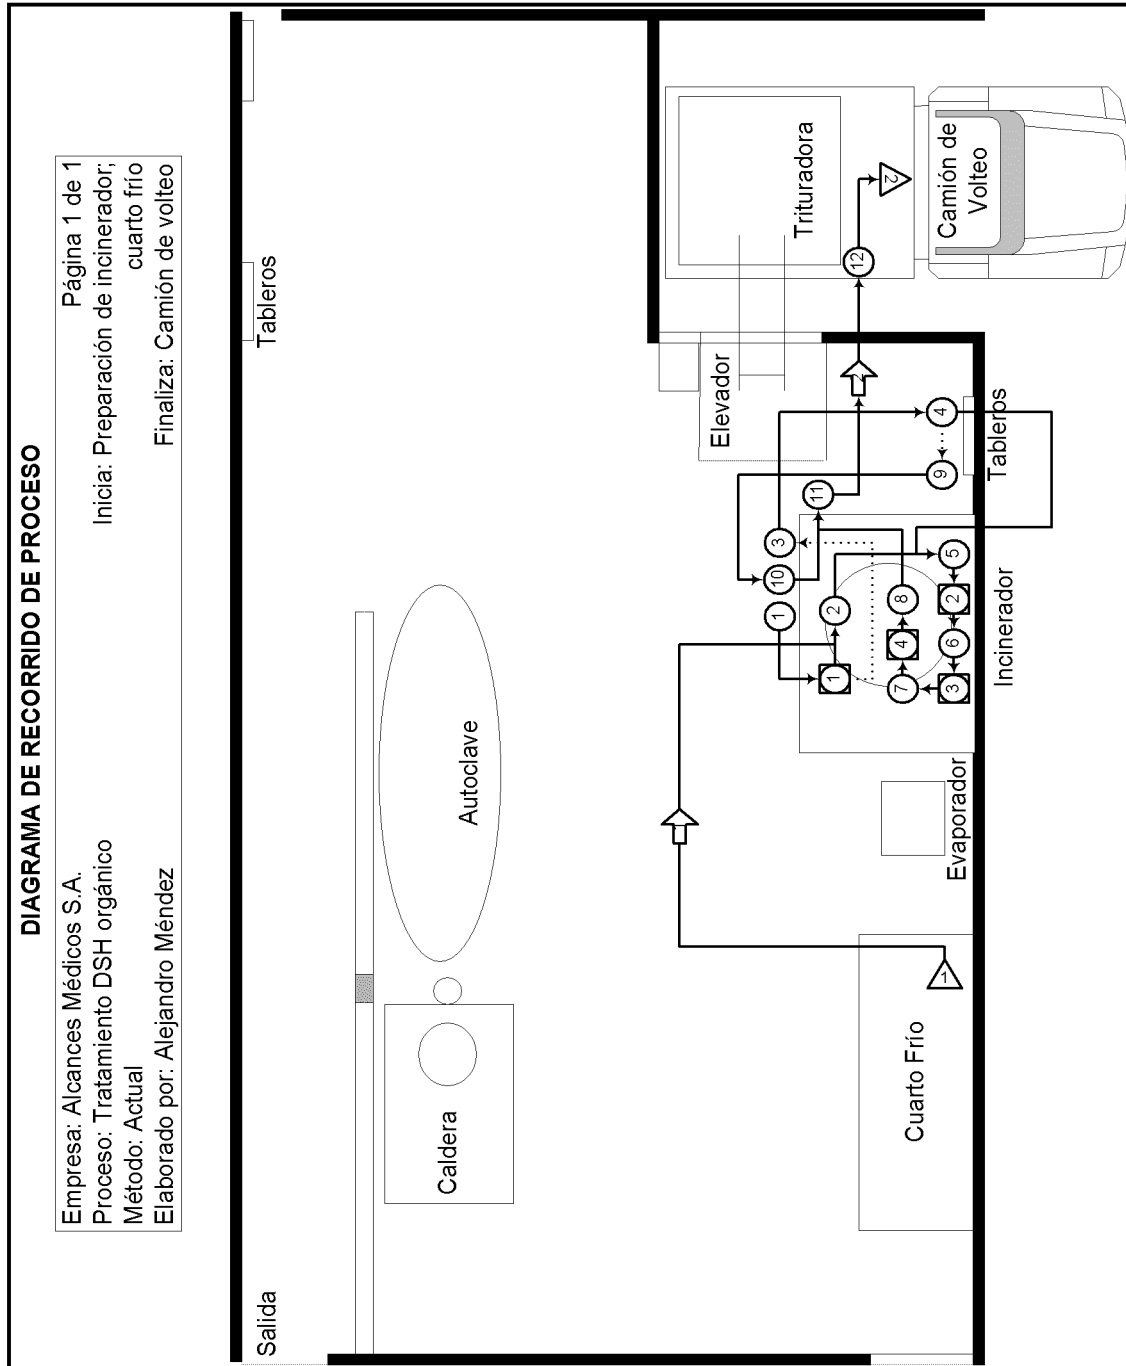 DIAGRAMA DE RECORRIDO DE PROCESO
Empresa: Alcances Médicos S.A. Página 1 de 1
Proceso: Tratamiento DSH orgánico Inicia: Preparación de incinerador;
Método: Actual cuarto frío
Elaborado por: Alejandro Méndez Finaliza: Camión de volteo
Salida
Tableros
Caldera
Autoclave
Elevador
Trituradora
Camión de
Volteo
Cuarto Frío
Evaporador
Incinerador
Tableros
1
10
3
11
1
2
7
4
8
3
6
2
5
9
4
2
12
2
1